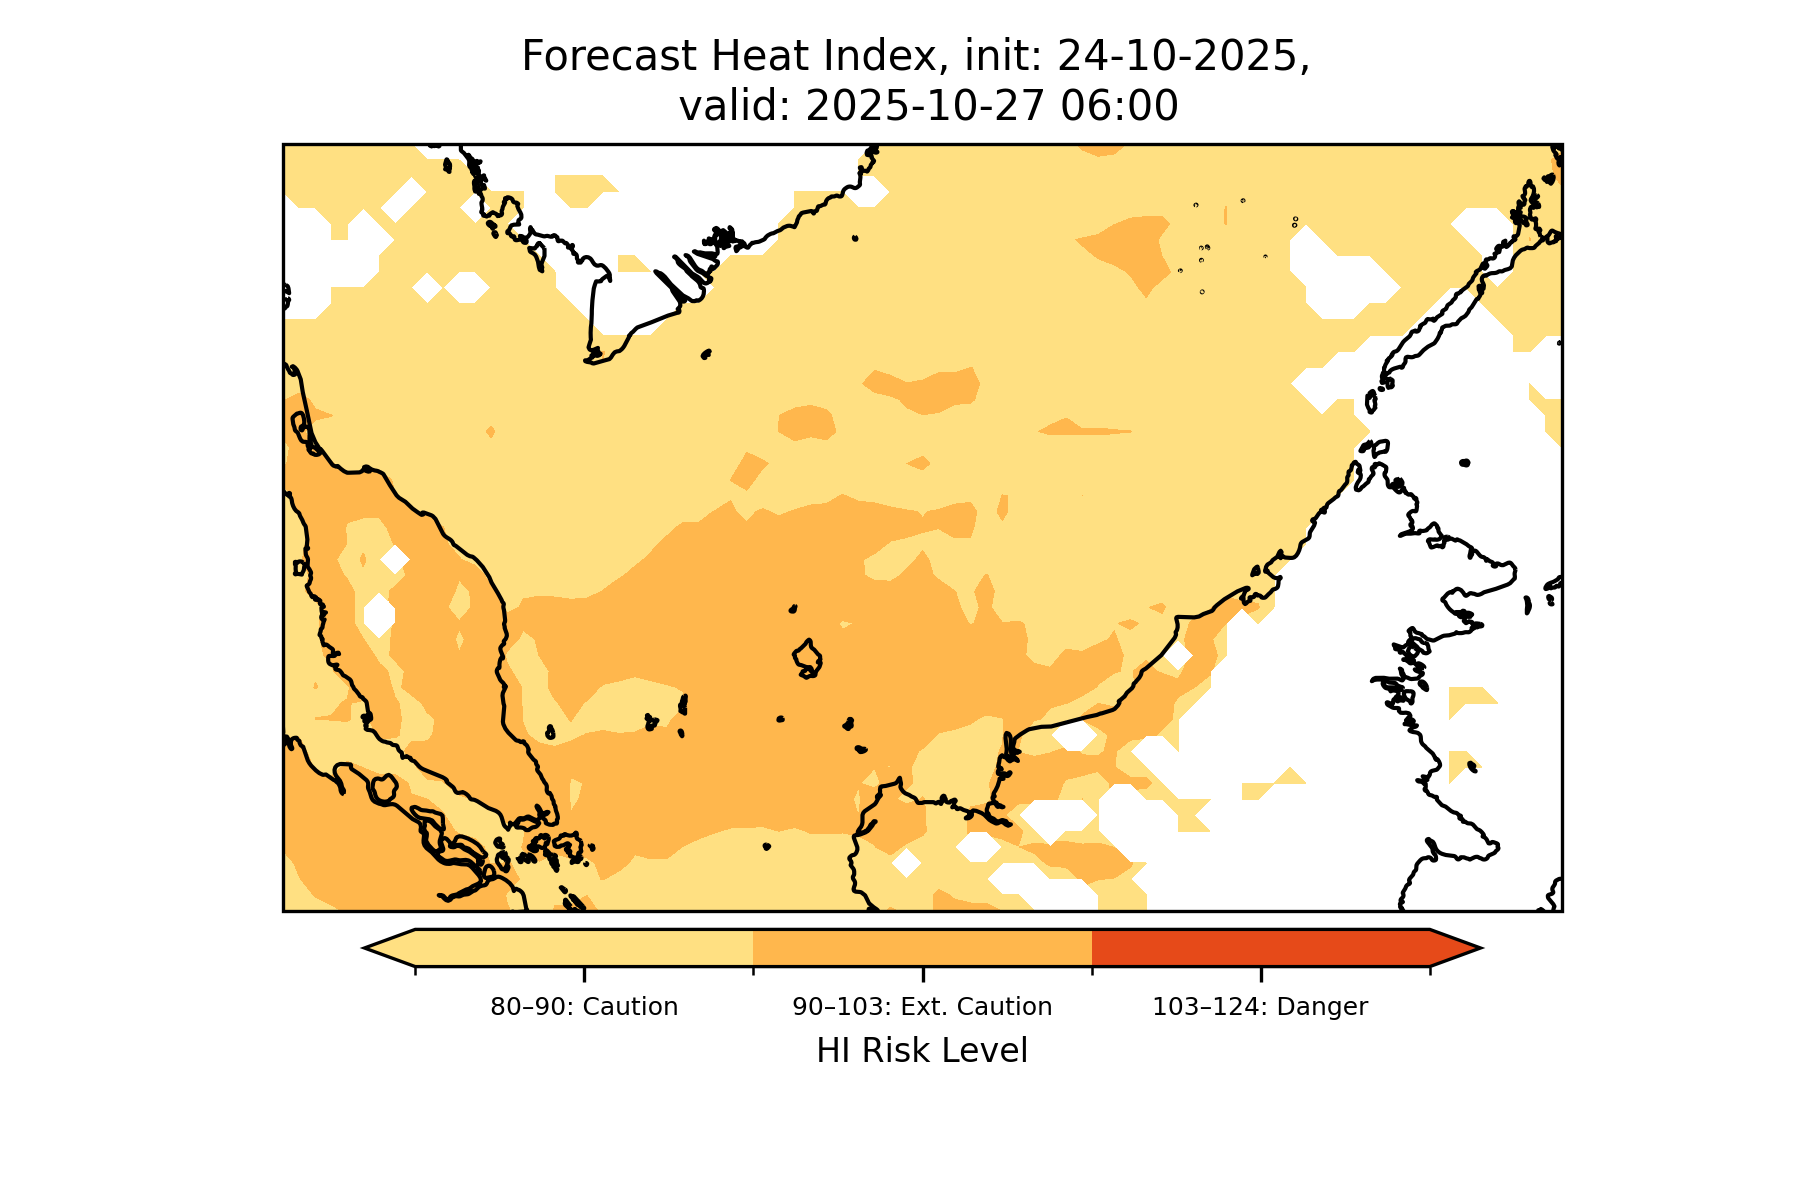 Forecast Heat Index, init: 24-10-2025,
valid: 2025-10-27 06:00
80–90: Caution
90–103: Ext. Caution
103–124: Danger
HI Risk Level